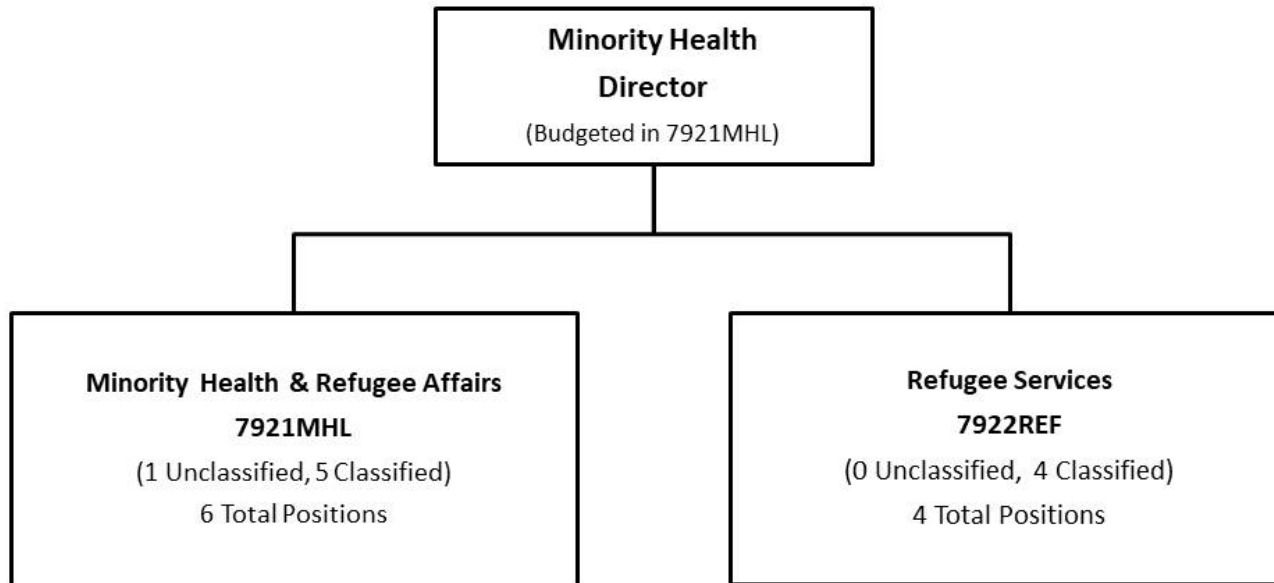 Minority Health
Director
(Budgeted in 7921MHL)
Minority Health & Refugee Affairs
7921MHL
(1 Unclassified, 5 Classified)
6 Total Positions
Refugee Services
7922REF
(0 Unclassified, 4 Classified)
4 Total Positions